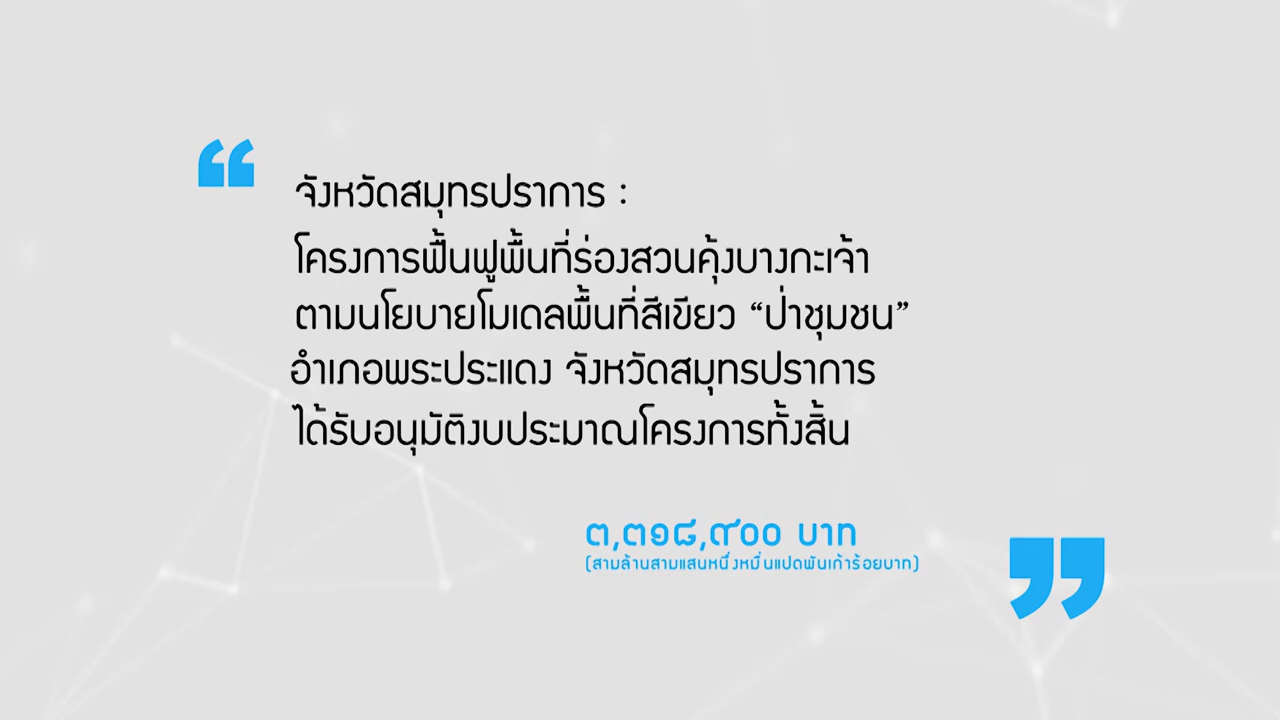 “
จังหวัดสมุทรปราการ :
โครงการฟื้นฟูพื้นที่ร่องสวนคุ้งบางกะเจ้า
ตามนโยบายโมเดลพื้นที่สีเขียว “ป่าชุมชน”
อำเภอพระประแดง จังหวัดสมุทรปราการ
ได้รับอนุมัติงบประมาณโครงการทั้งสิ้น
๓,๓๑๘,๙๐๐ บาท
(สามล้านสามแสนหนึ่งหมื่นแปดพันเก้าร้อยบาท)
”